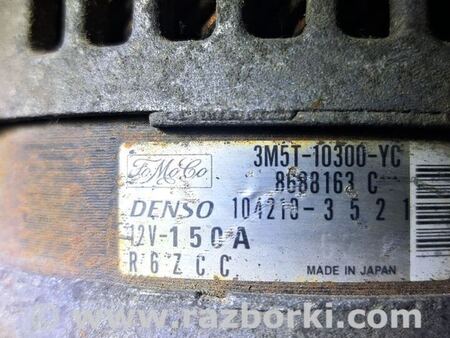 FoMoCo
3M5T-10300-YC
8688163 C
DENSO 104210-3521
12V-150A
R6ZCC
MADE IN JAPAN
www.razborki.com